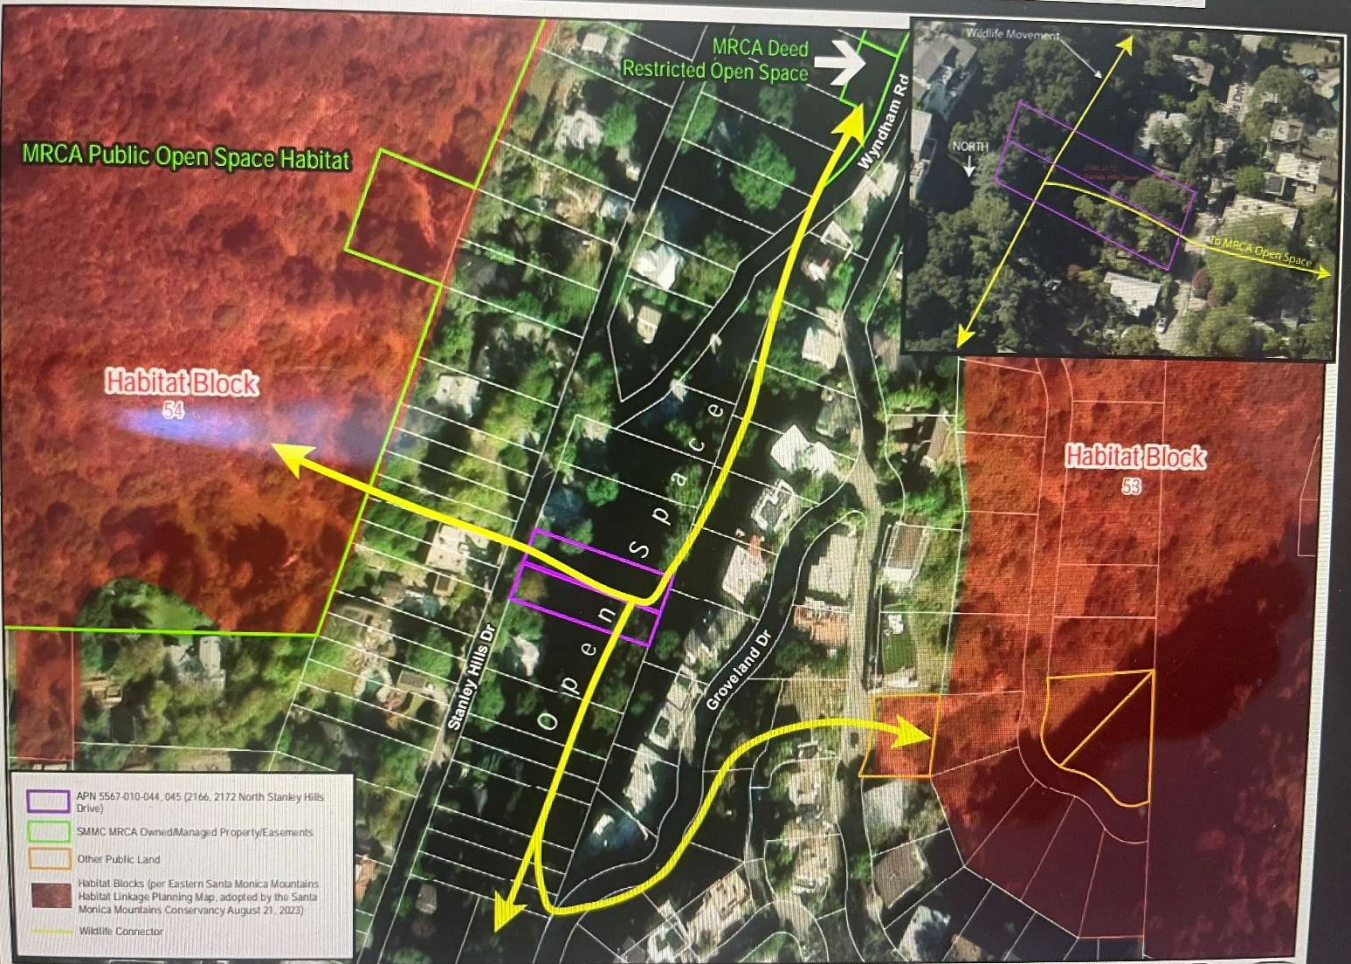 MRCA Deed
Restricted Open Space
Wyndham Rd
Wildlife Movement
NORTH
To MRCA Open Space
MRCA Public Open Space Habitat
Habitat Block
54
Habitat Block
53
Open Space
Stanley Hills Dr
Groveland Dr
APN 5567-010-044, 045 (2166, 2172 North Stanley Hills
Drive)
SMMC MRCA Owned/Managed Property/Easements
Other Public Land
Habitat Blocks (per Eastern Santa Monica Mountains
Habitat Linkage Planning Map, adopted by the Santa
Monica Mountains Conservancy August 21, 2023)
Wildlife Connector